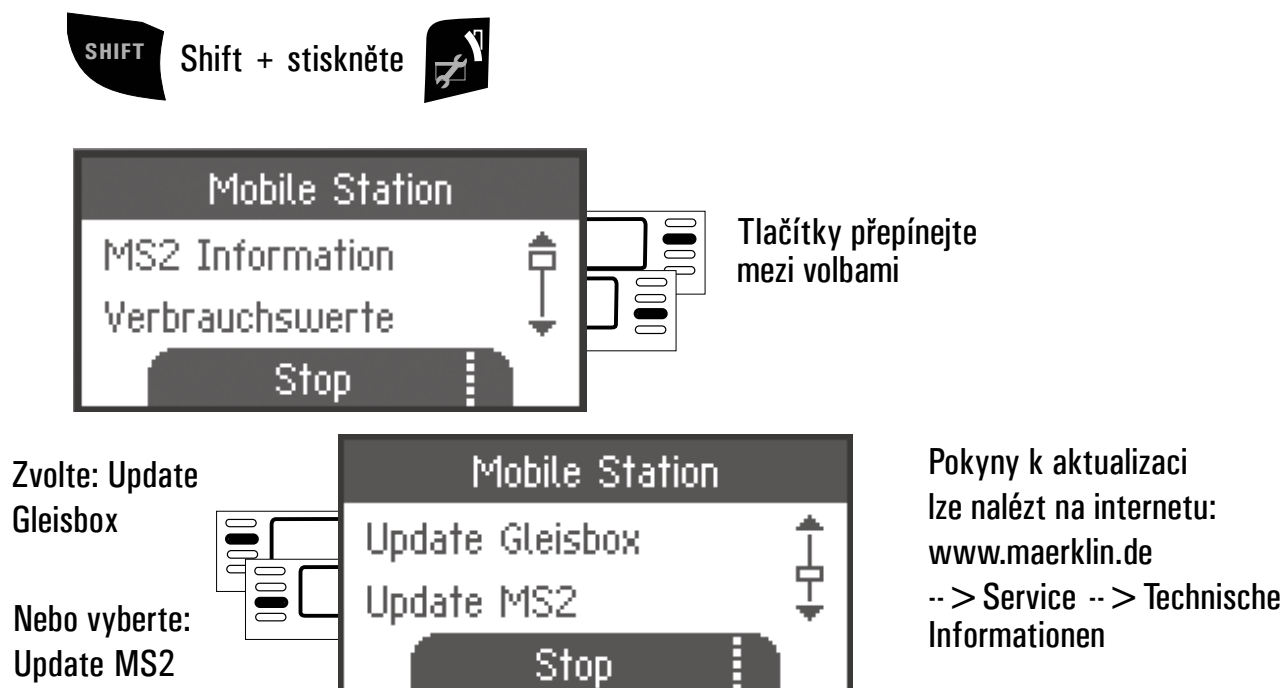 SHIFT
Shift + stiskněte
Mobile Station
MS2 Information
Verbrauchswerte
Stop
Tlačítky přepínejte
mezi volbami
Zvolte: Update
Gleisbox
Nebo vyberte:
Update MS2
Mobile Station
Update Gleisbox
Update MS2
Stop
Pokyny k aktualizaci
lze nalézt na internetu:
www.maerklin.de
-- > Service -- > Technische
Informationen